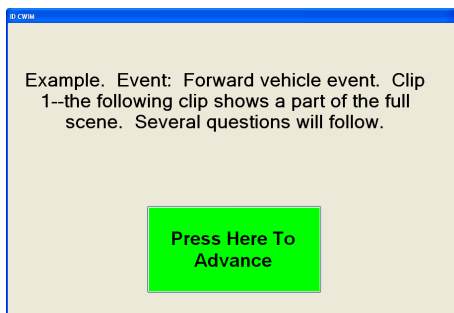 ID CWIM
Example. Event: Forward vehicle event. Clip
1--the following clip shows a part of the full
scene. Several questions will follow.
Press Here To
Advance